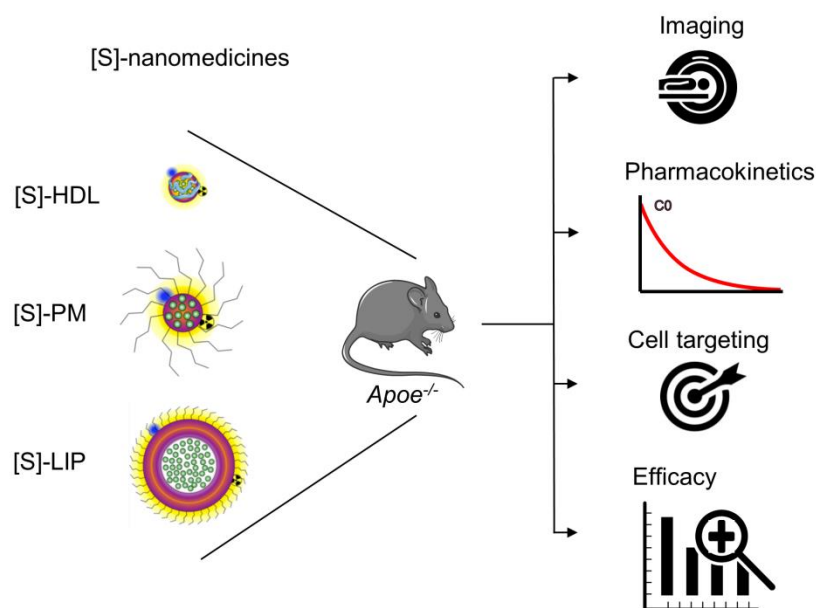 [S]-nanomedicines
[S]-HDL
[S]-PM
[S]-LIP
Apoe-/-
Imaging
Pharmacokinetics
C0
Cell targeting
Efficacy